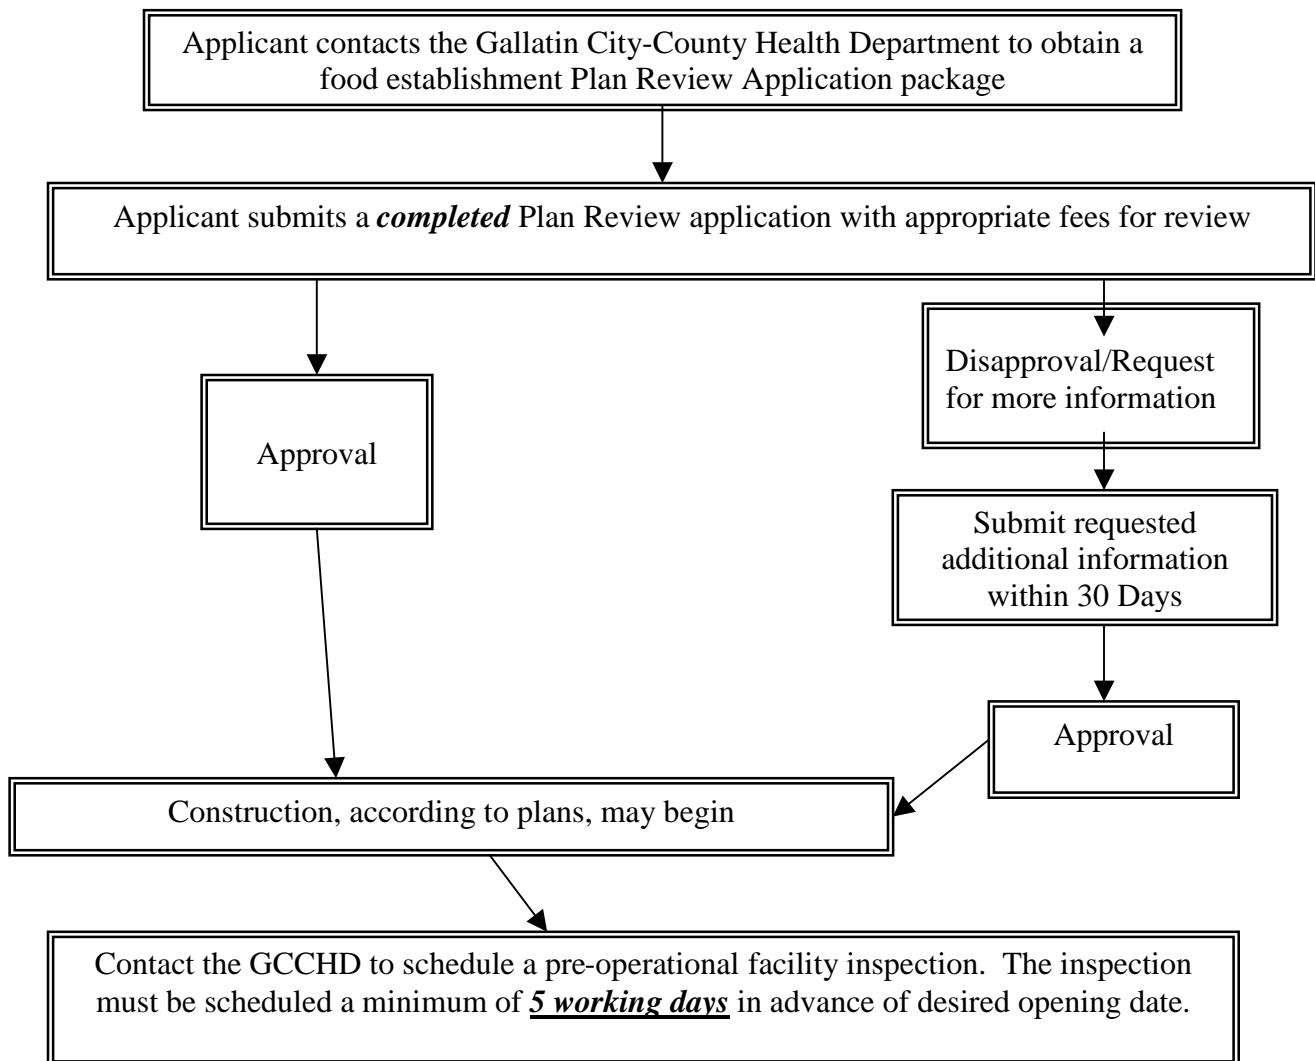 Applicant contacts the Gallatin City-County Health Department to obtain a
food establishment Plan Review Application package
Applicant submits a completed Plan Review application with appropriate fees for review
Approval
Disapproval/Request
for more information
Submit requested
additional information
within 30 Days
Approval
Construction, according to plans, may begin
Contact the GCCHD to schedule a pre-operational facility inspection.  The inspection
must be scheduled a minimum of 5 working days in advance of desired opening date.